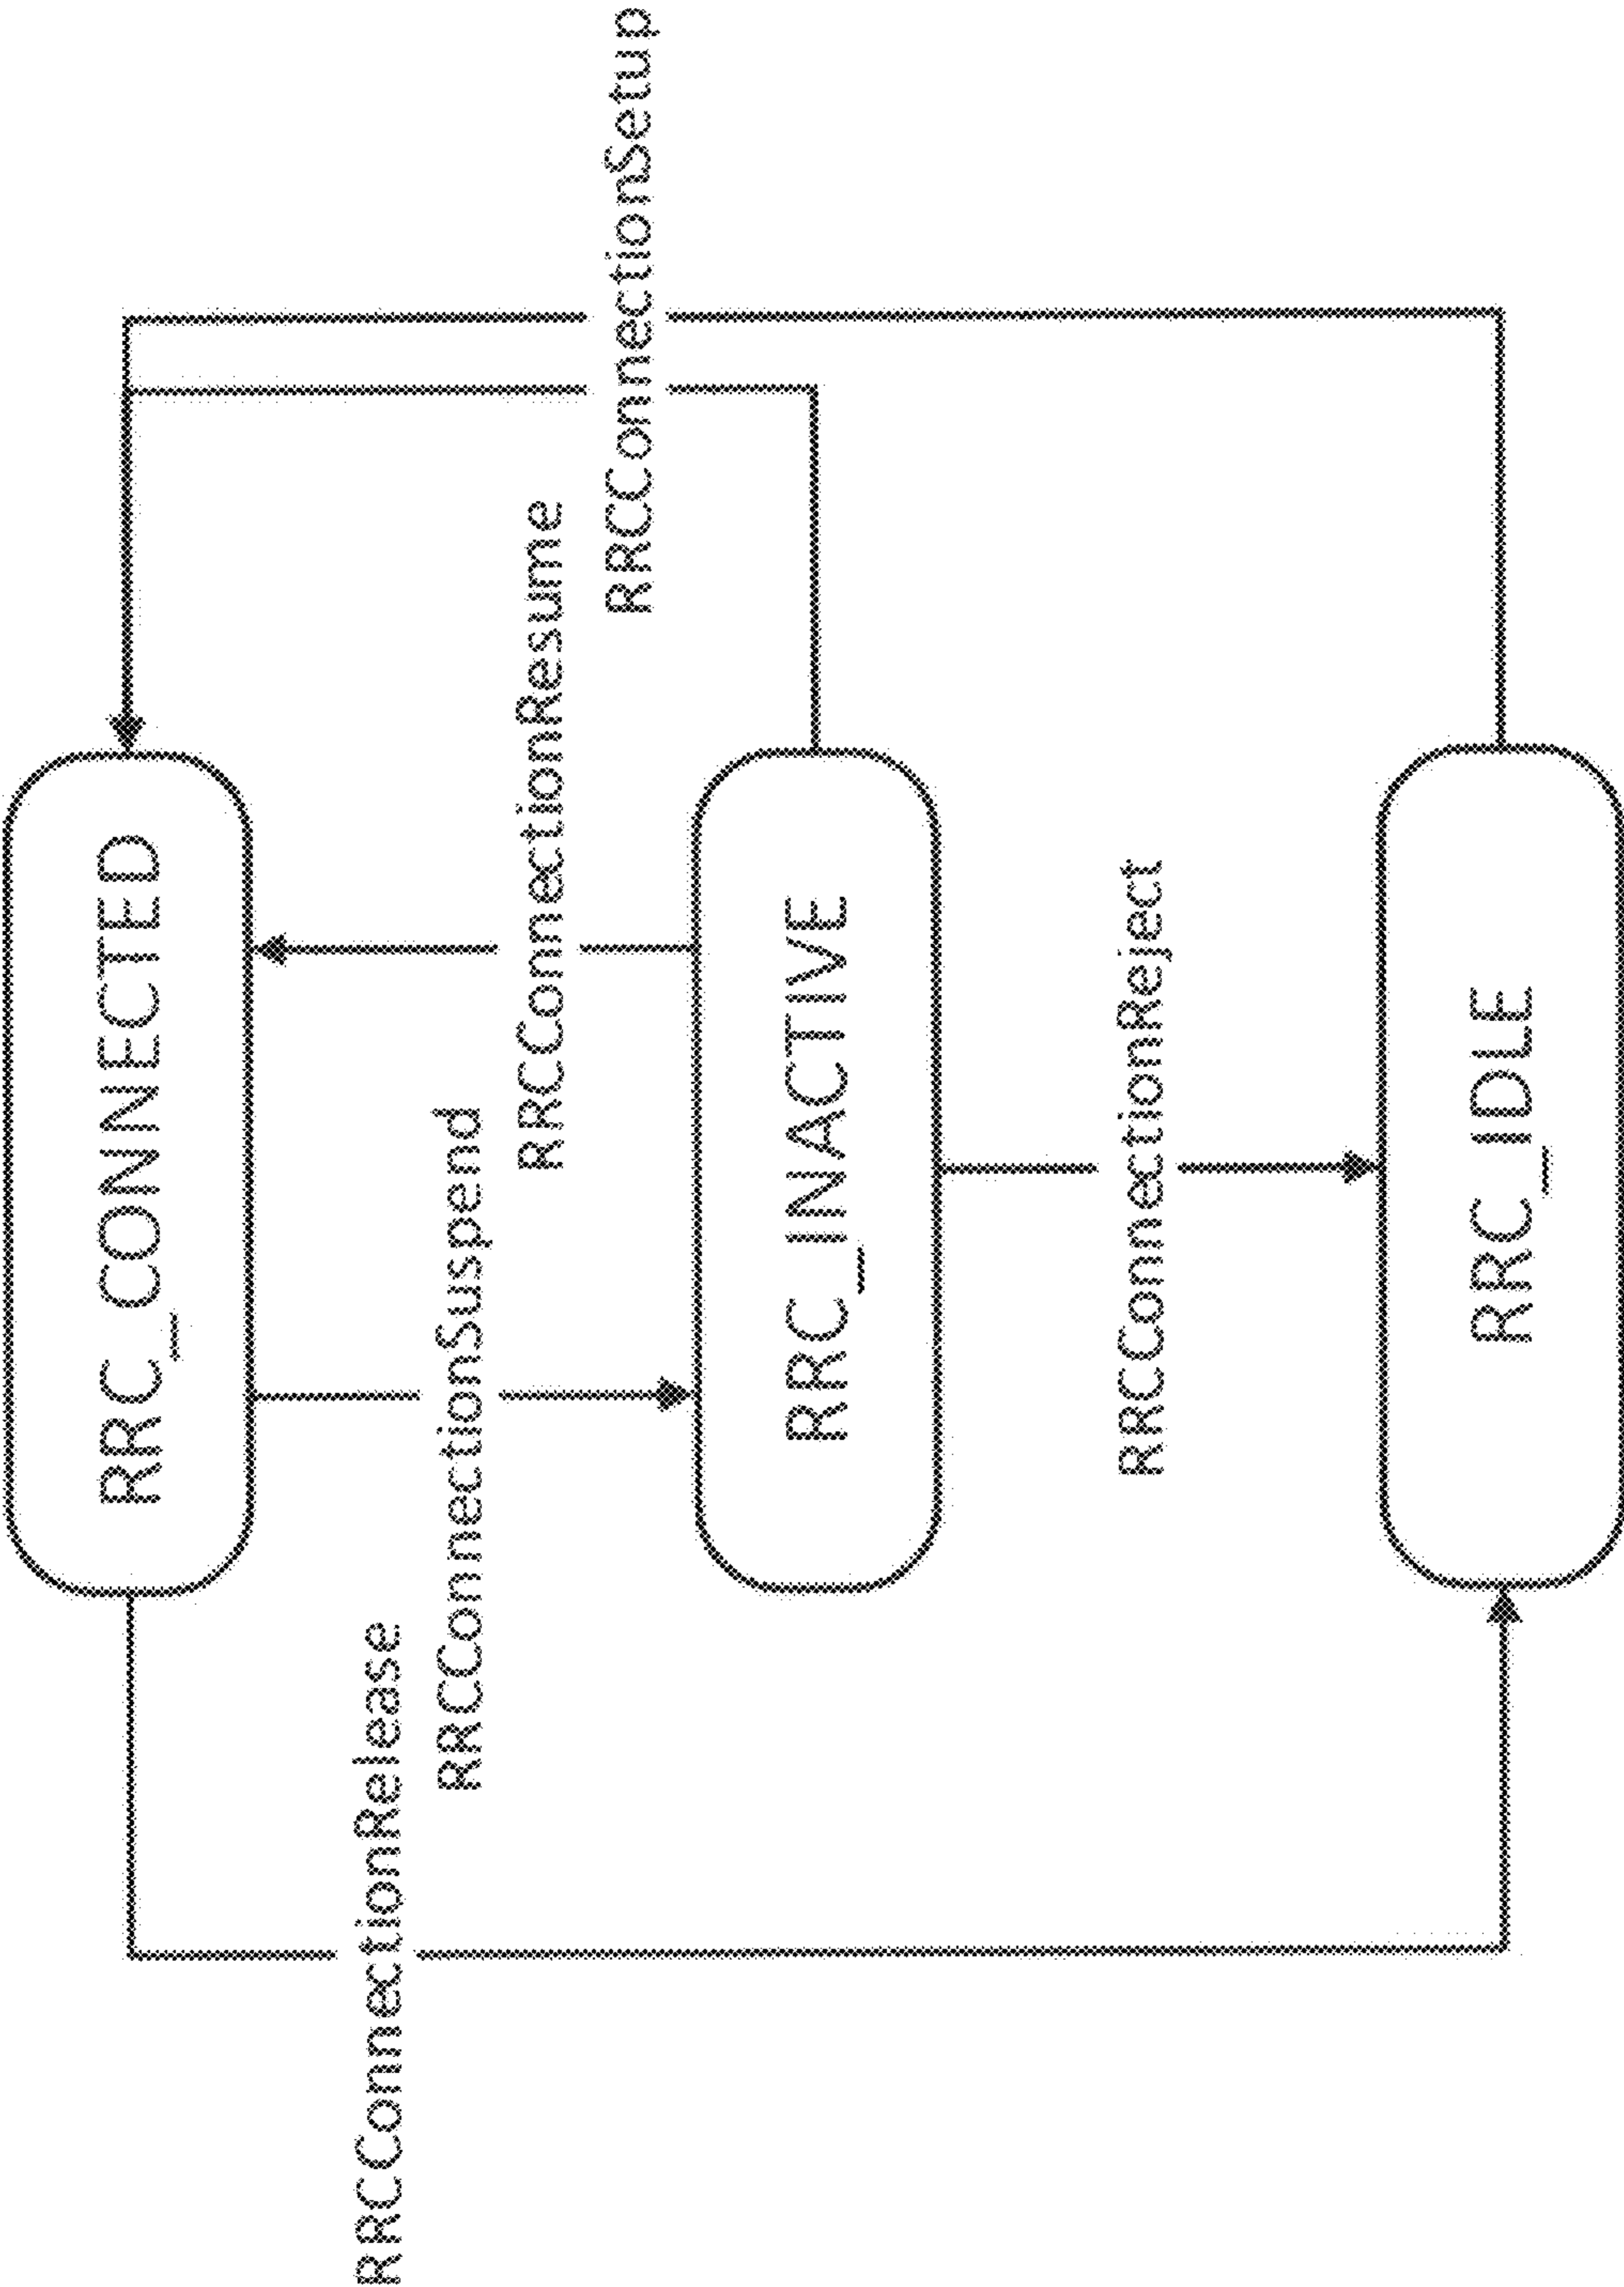 RRC_CONNECTED
RRCConnectionRelease
RRCConnectionSuspend
RRCConnectionResume
RRCConnectionSetup
RRC_INACTIVE
RRCConnectionReject
RRC_IDLE